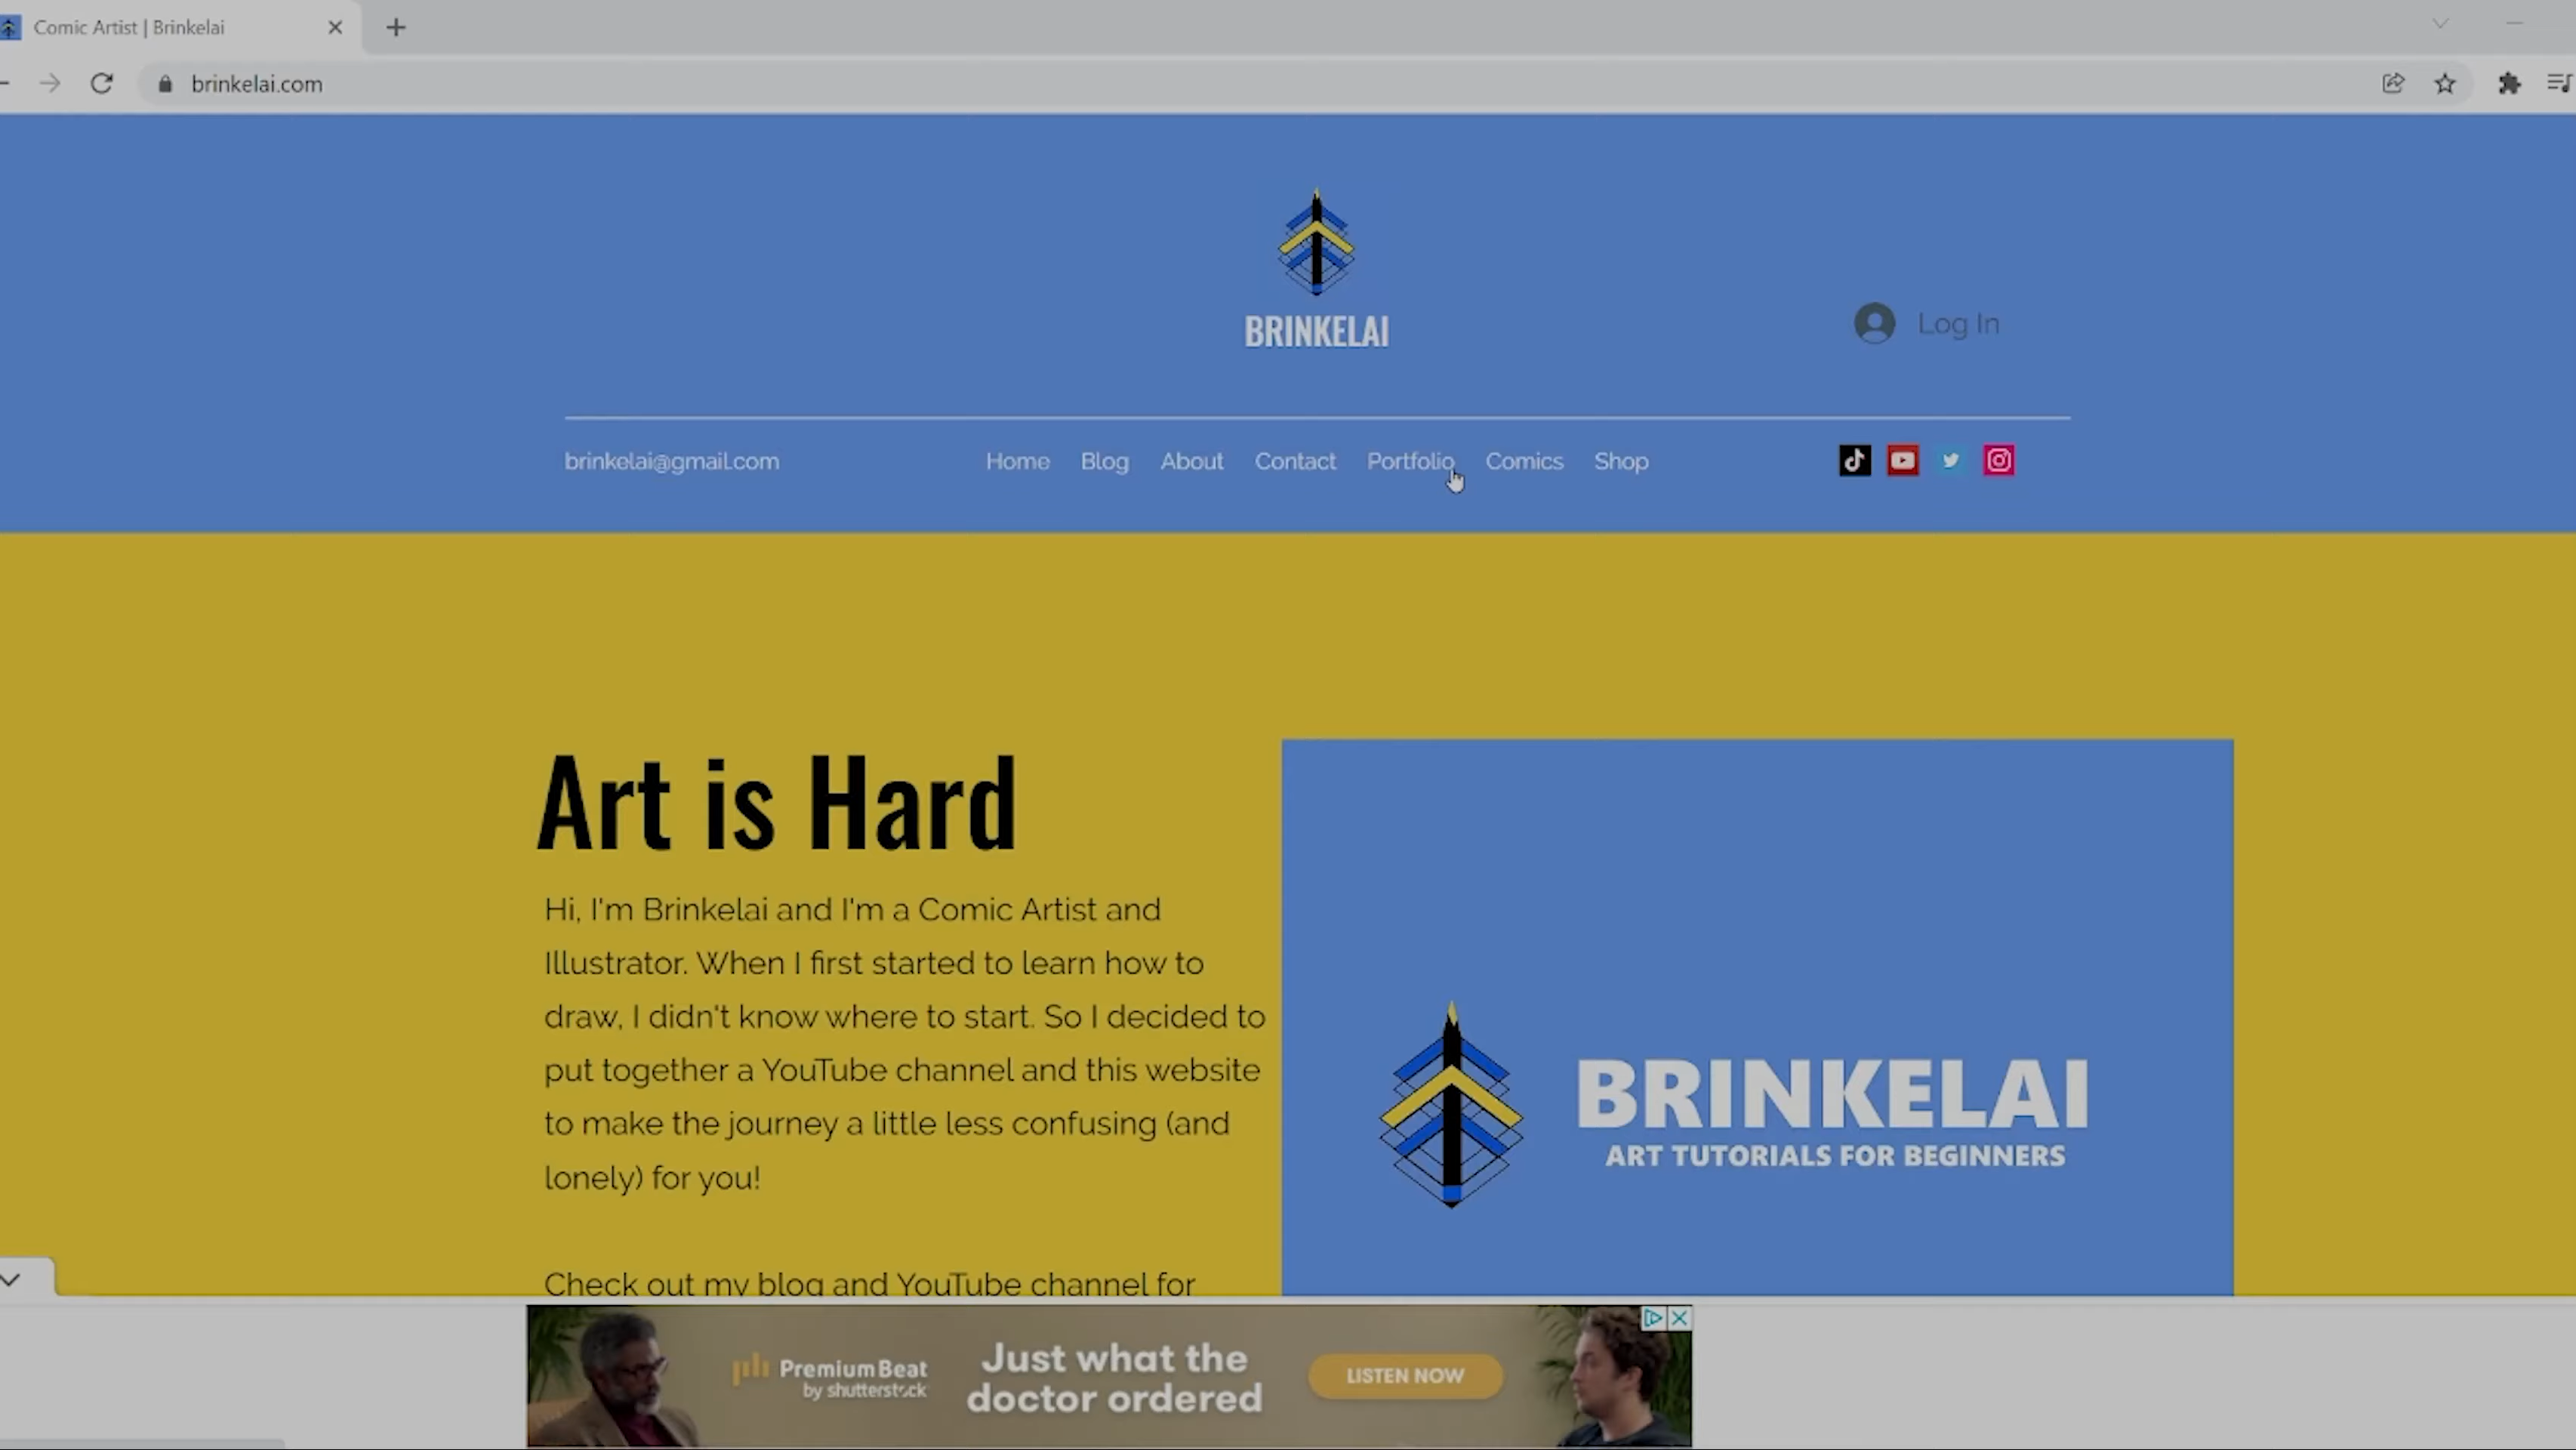 Comic Artist | Brinkelai
brinkelai.com
BRINKELAI
Log In
brinkelai@gmail.com Home Blog About Contact Portfolio Comics Shop
Art is Hard
Hi, I'm Brinkelai and I'm a Comic Artist and
Illustrator. When I first started to learn how to
draw, I didn't know where to start. So I decided to
put together a YouTube channel and this website
to make the journey a little less confusing (and
lonely) for you!
Check out my blog and YouTube channel for
BRINKELAI
ART TUTORIALS FOR BEGINNERS
PremiumBeat
by shutterstock
Just what the
doctor ordered
LISTEN NOW